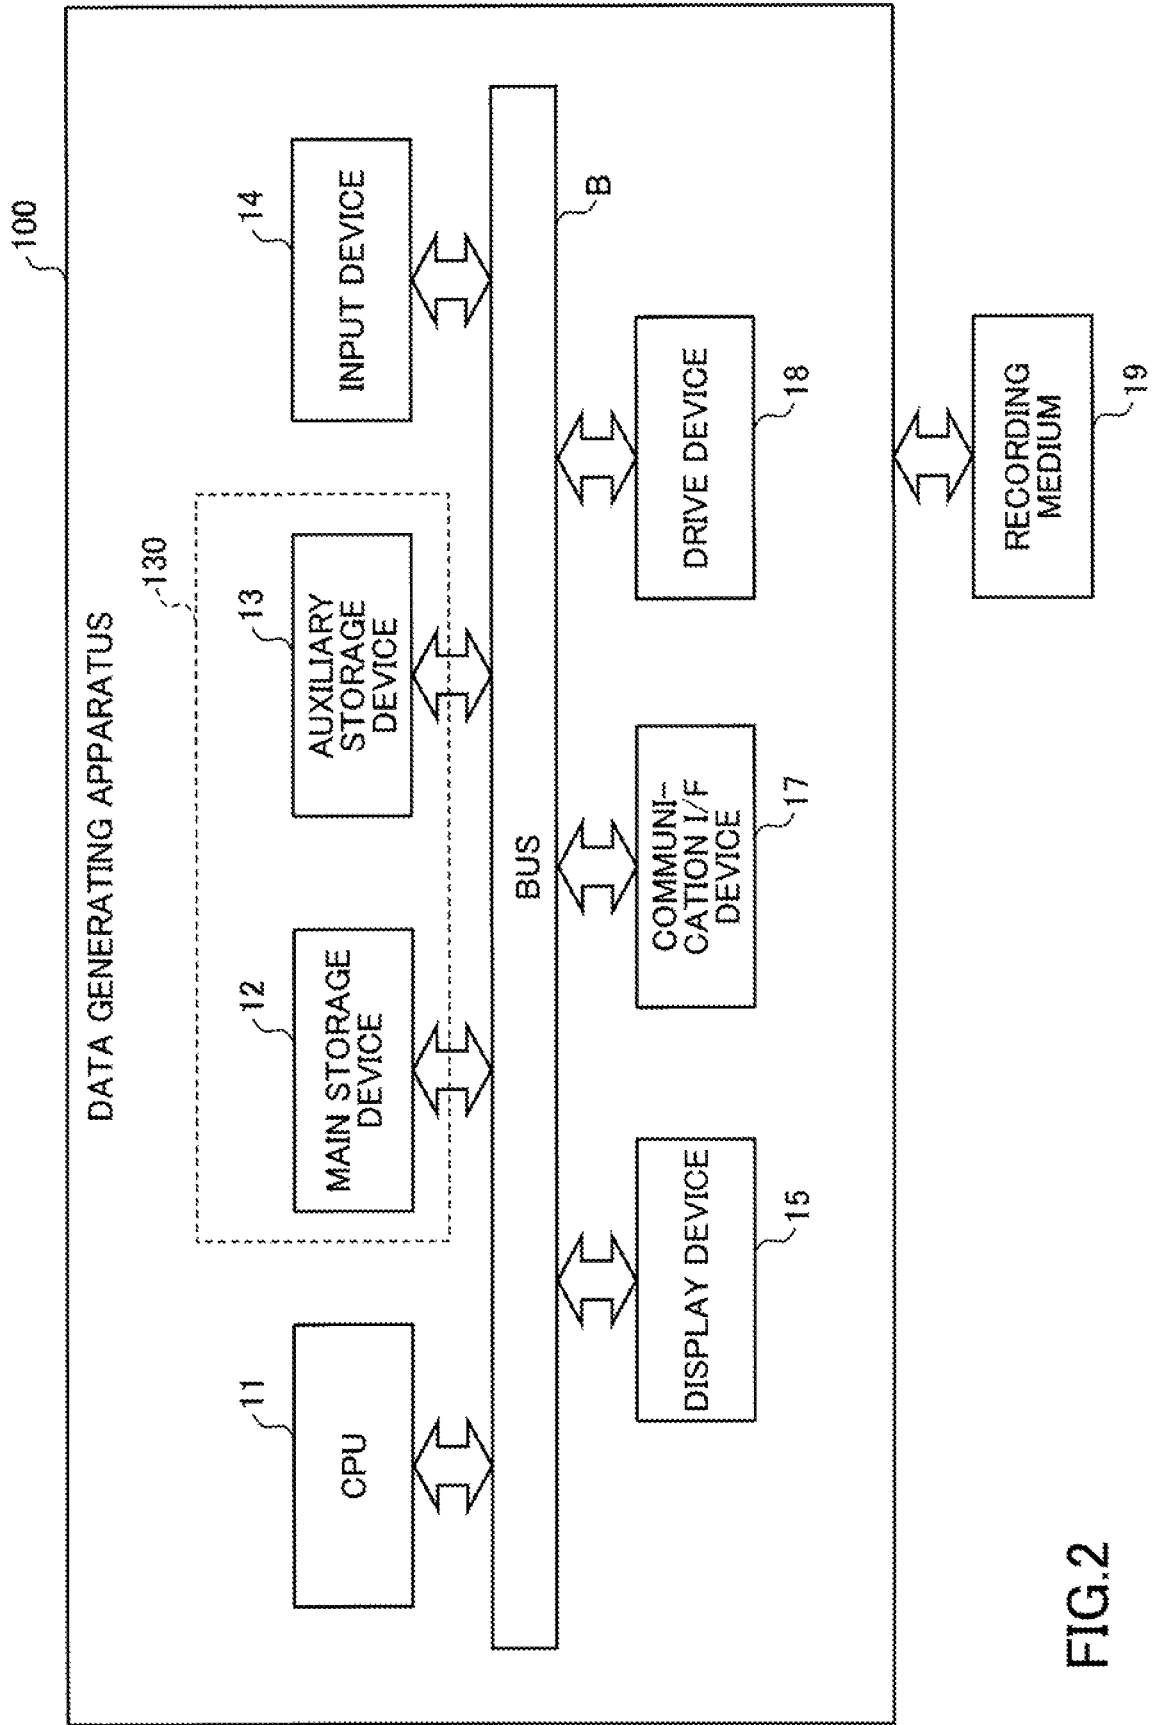 100
DATA GENERATING APPARATUS
130
11
12
13
14
CPU
MAIN STORAGE
DEVICE
AUXILIARY
STORAGE
DEVICE
INPUT DEVICE
BUS
B
DISPLAY DEVICE
COMMUNI-
CATION I/F
DEVICE
DRIVE DEVICE
15
17
18
RECORDING
MEDIUM
19
FIG.2